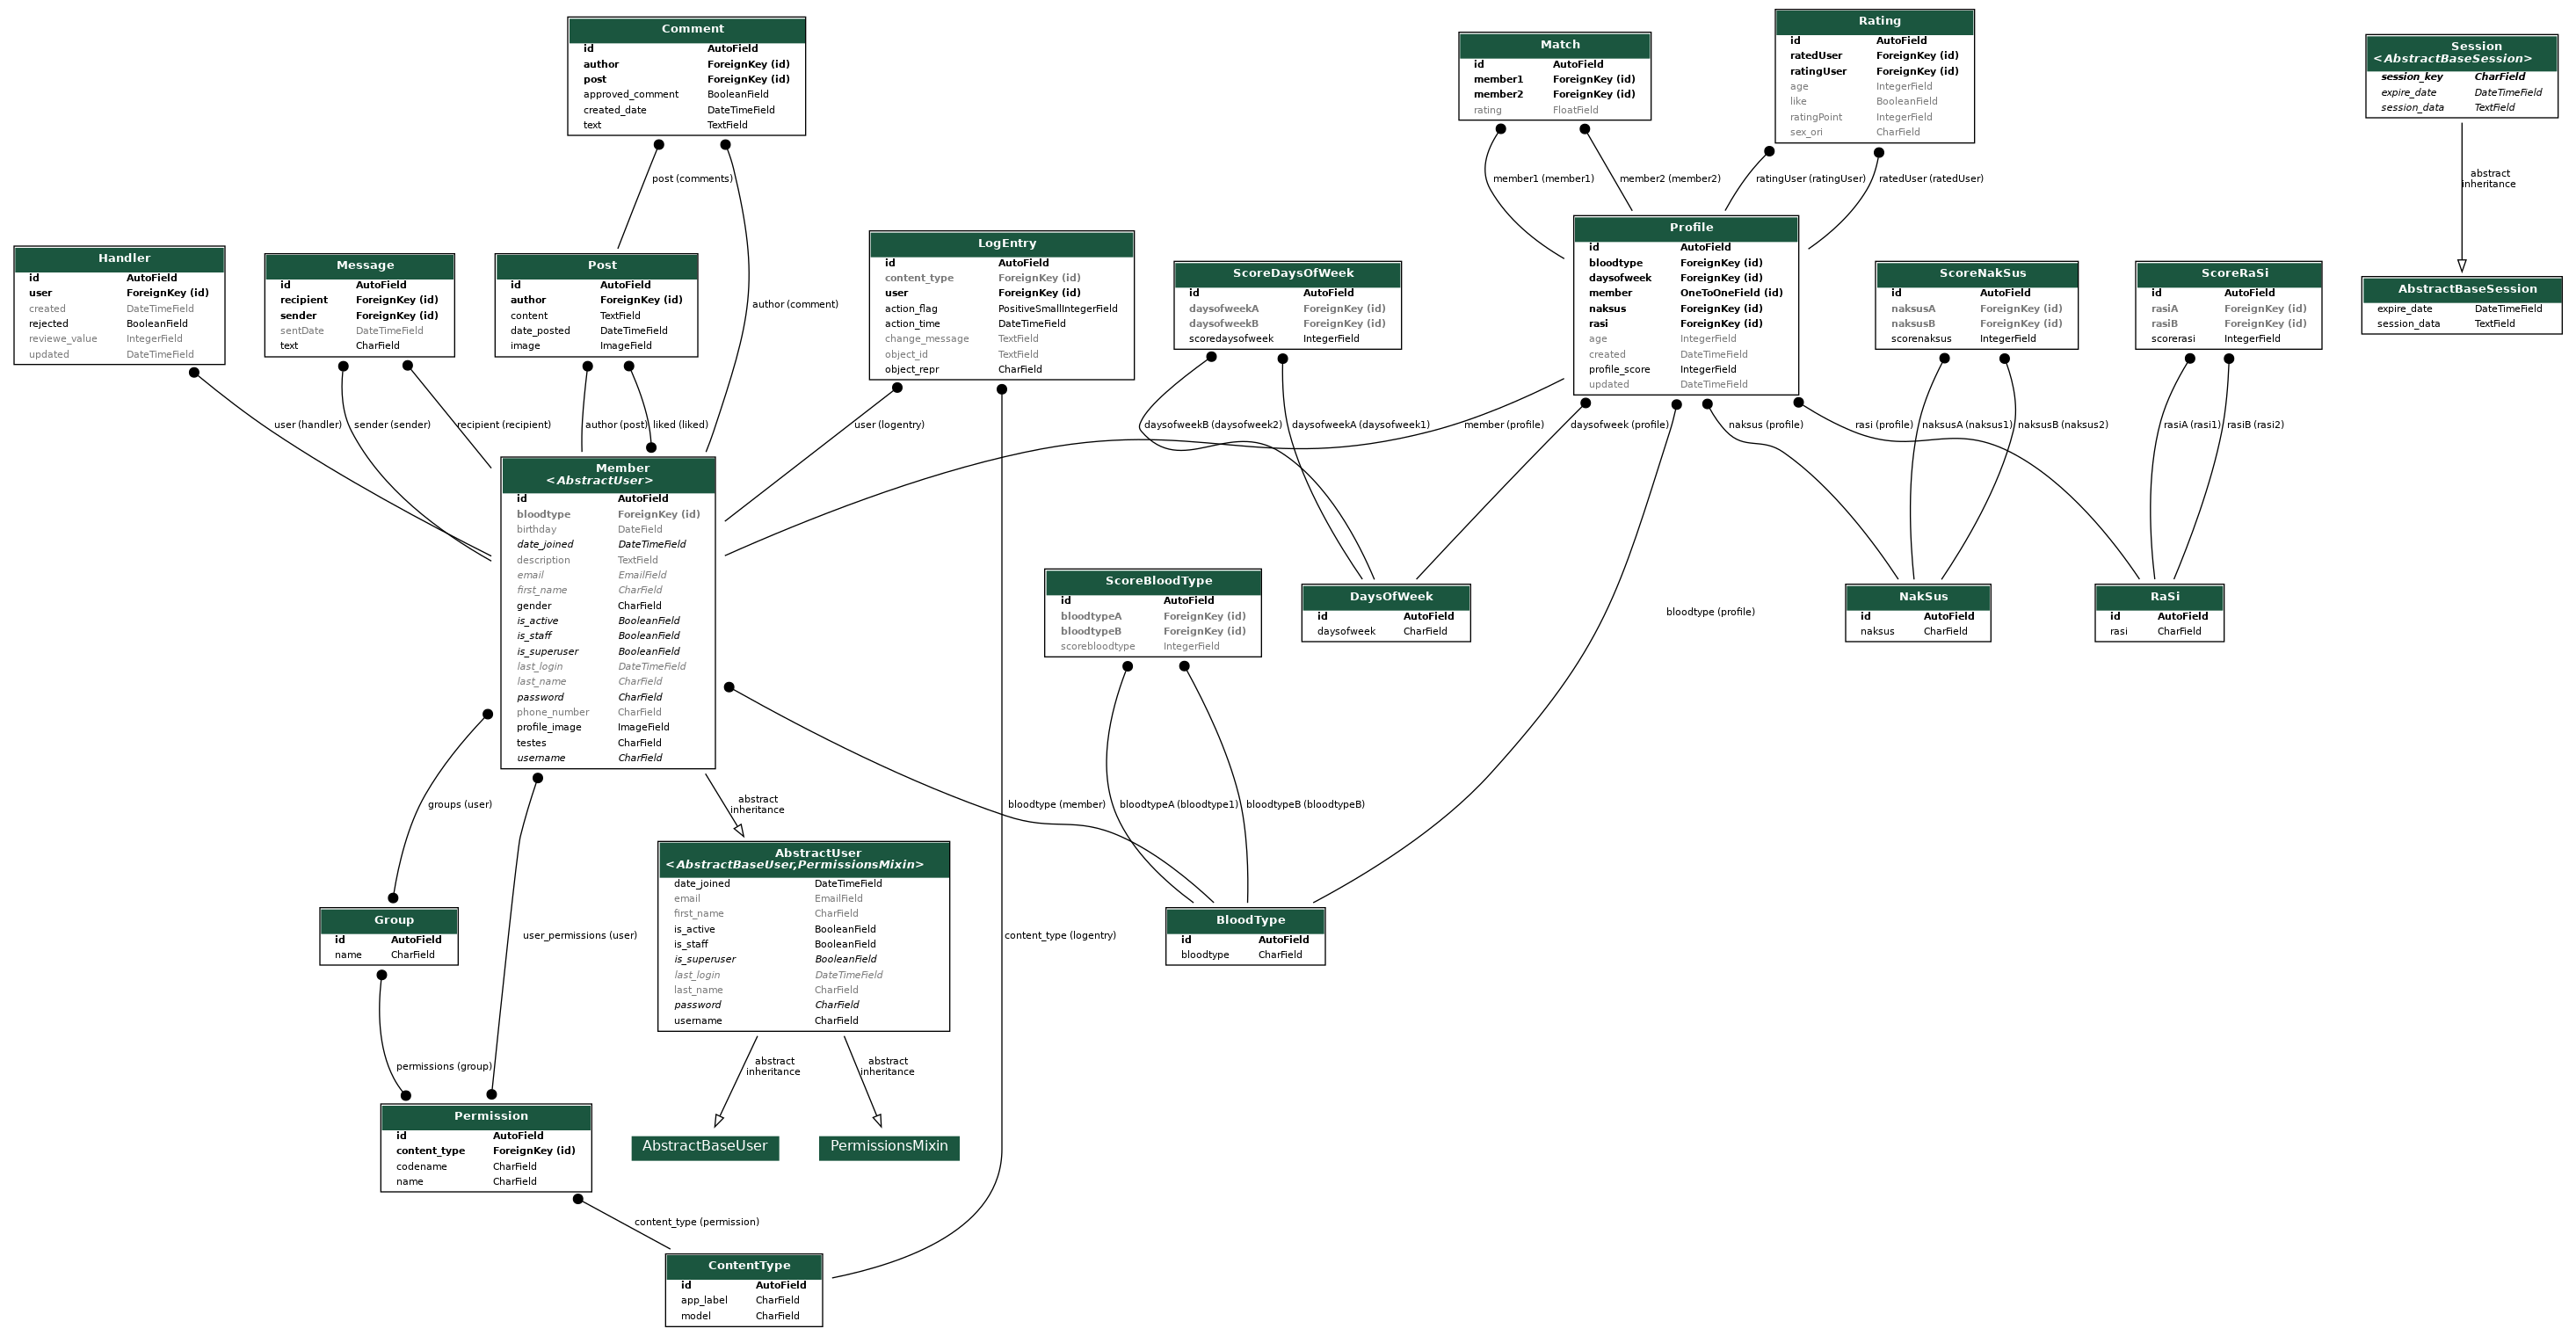 Comment
id AutoField
author ForeignKey (id)
post ForeignKey (id)
approved_comment BooleanField
created_date DateTimeField
text TextField
Match
id AutoField
member1 ForeignKey (id)
member2 ForeignKey (id)
rating FloatField
Rating
id AutoField
ratedUser ForeignKey (id)
ratingUser ForeignKey (id)
age IntegerField
like BooleanField
ratingPoint IntegerField
sex_ori CharField
Session
<AbstractBaseSession>
session_key CharField
expire_date DateTimeField
session_data TextField
post (comments)
member1 (member1)
member2 (member2)
ratingUser (ratingUser)
ratedUser (ratedUser)
abstract
inheritance
Handler
id AutoField
user ForeignKey (id)
created DateTimeField
rejected BooleanField
reviewe_value IntegerField
updated DateTimeField
Message
id AutoField
recipient ForeignKey (id)
sender ForeignKey (id)
sentDate DateTimeField
text CharField
Post
id AutoField
author ForeignKey (id)
content TextField
date_posted DateTimeField
image ImageField
author (comment)
LogEntry
id AutoField
content_type ForeignKey (id)
user ForeignKey (id)
action_flag PositiveSmallIntegerField
action_time DateTimeField
change_message TextField
object_id TextField
object_repr CharField
ScoreDaysOfWeek
id AutoField
daysofweekA ForeignKey (id)
daysofweekB ForeignKey (id)
scoredaysofweek IntegerField
Profile
id AutoField
bloodtype ForeignKey (id)
daysofweek ForeignKey (id)
member OneToOneField (id)
naksus ForeignKey (id)
rasi ForeignKey (id)
age IntegerField
created DateTimeField
profile_score IntegerField
updated DateTimeField
ScoreNakSus
id AutoField
naksusA ForeignKey (id)
naksusB ForeignKey (id)
scorenaksus IntegerField
ScoreRaSi
id AutoField
rasiA ForeignKey (id)
rasiB ForeignKey (id)
scorerasi IntegerField
AbstractBaseSession
expire_date DateTimeField
session_data TextField
user (handler)
sender (sender)
recipient (recipient)
author (post)
liked (liked)
user (logentry)
daysofweekB (daysofweek2)
daysofweekA (daysofweek1)
member (profile)
daysofweek (profile)
naksus (profile)
rasi (profile)
naksusA (naksus1)
naksusB (naksus2)
rasiA (rasi1)
rasiB (rasi2)
Member
<AbstractUser>
id AutoField
bloodtype ForeignKey (id)
birthday DateField
date_joined DateTimeField
description TextField
email EmailField
first_name CharField
gender CharField
is_active BooleanField
is_staff BooleanField
is_superuser BooleanField
last_login DateTimeField
last_name CharField
password CharField
phone_number CharField
profile_image ImageField
testes CharField
username CharField
ScoreBloodType
id AutoField
bloodtypeA ForeignKey (id)
bloodtypeB ForeignKey (id)
scorebloodtype IntegerField
DaysOfWeek
id AutoField
daysofweek CharField
bloodtype (profile)
NakSus
id AutoField
naksus CharField
RaSi
id AutoField
rasi CharField
groups (user)
abstract
inheritance
bloodtype (member)
bloodtypeA (bloodtype1)
bloodtypeB (bloodtypeB)
AbstractUser
<AbstractBaseUser,PermissionsMixin>
date_joined DateTimeField
email EmailField
first_name CharField
is_active BooleanField
is_staff BooleanField
is_superuser BooleanField
last_login DateTimeField
last_name CharField
password CharField
username CharField
Group
id AutoField
name CharField
user_permissions (user)
content_type (logentry)
BloodType
id AutoField
bloodtype CharField
permissions (group)
abstract
inheritance
abstract
inheritance
Permission
id AutoField
content_type ForeignKey (id)
codename CharField
name CharField
AbstractBaseUser
PermissionsMixin
content_type (permission)
ContentType
id AutoField
app_label CharField
model CharField